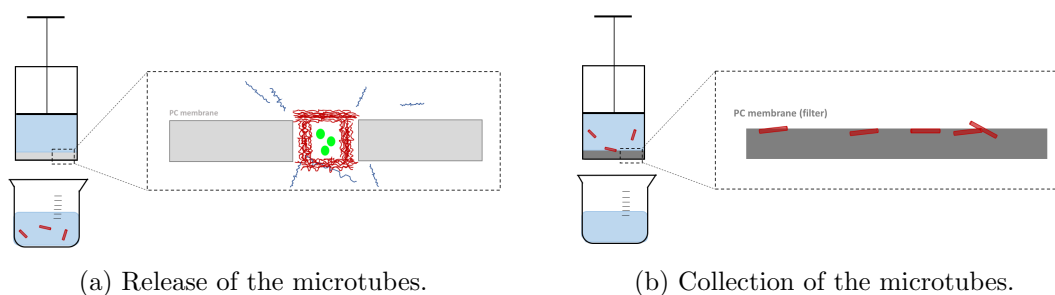 PC membrane
PC membrane (filter)
(a) Release of the microtubes.
(b) Collection of the microtubes.